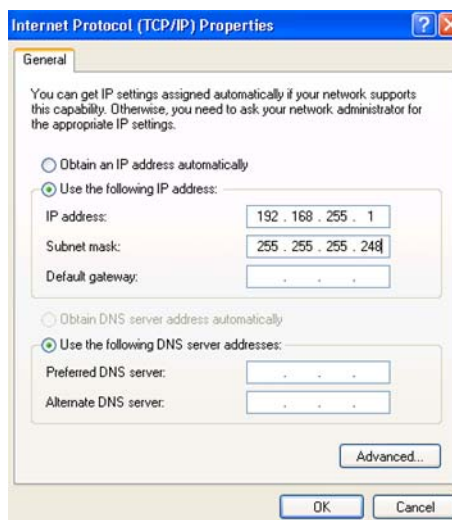 Internet Protocol (TCP/IP) Properties
General
You can get IP settings assigned automatically if your network supports
this capability. Otherwise, you need to ask your network administrator for
the appropriate IP settings.
Obtain an IP address automatically
Use the following IP address:
IP address: 192 . 168 . 255 . 1
Subnet mask: 255 . 255 . 255 . 248
Default gateway: . . .
Obtain DNS server address automatically
Use the following DNS server addresses:
Preferred DNS server: . . .
Alternate DNS server: . . .
Advanced...
OK Cancel